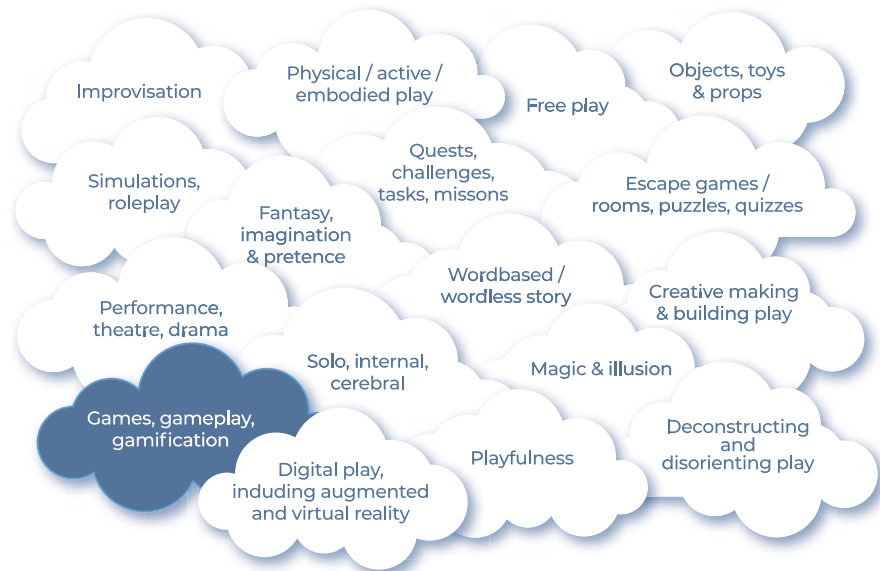 Improvisation
Physical / active /
embodied play
Free play
Objects, toys
& props
Simulations,
roleplay
Quests,
challenges,
tasks, missons
Escape games /
rooms, puzzles, quizzes
Fantasy,
imagination
& pretence
Wordbased /
wordless story
Creative making
& building play
Performance,
theatre, drama
Solo, internal,
cerebral
Magic & illusion
Games, gameplay,
gamification
Digital play,
including augmented
and virtual reality
Playfulness
Deconstructing
and
disorienting play